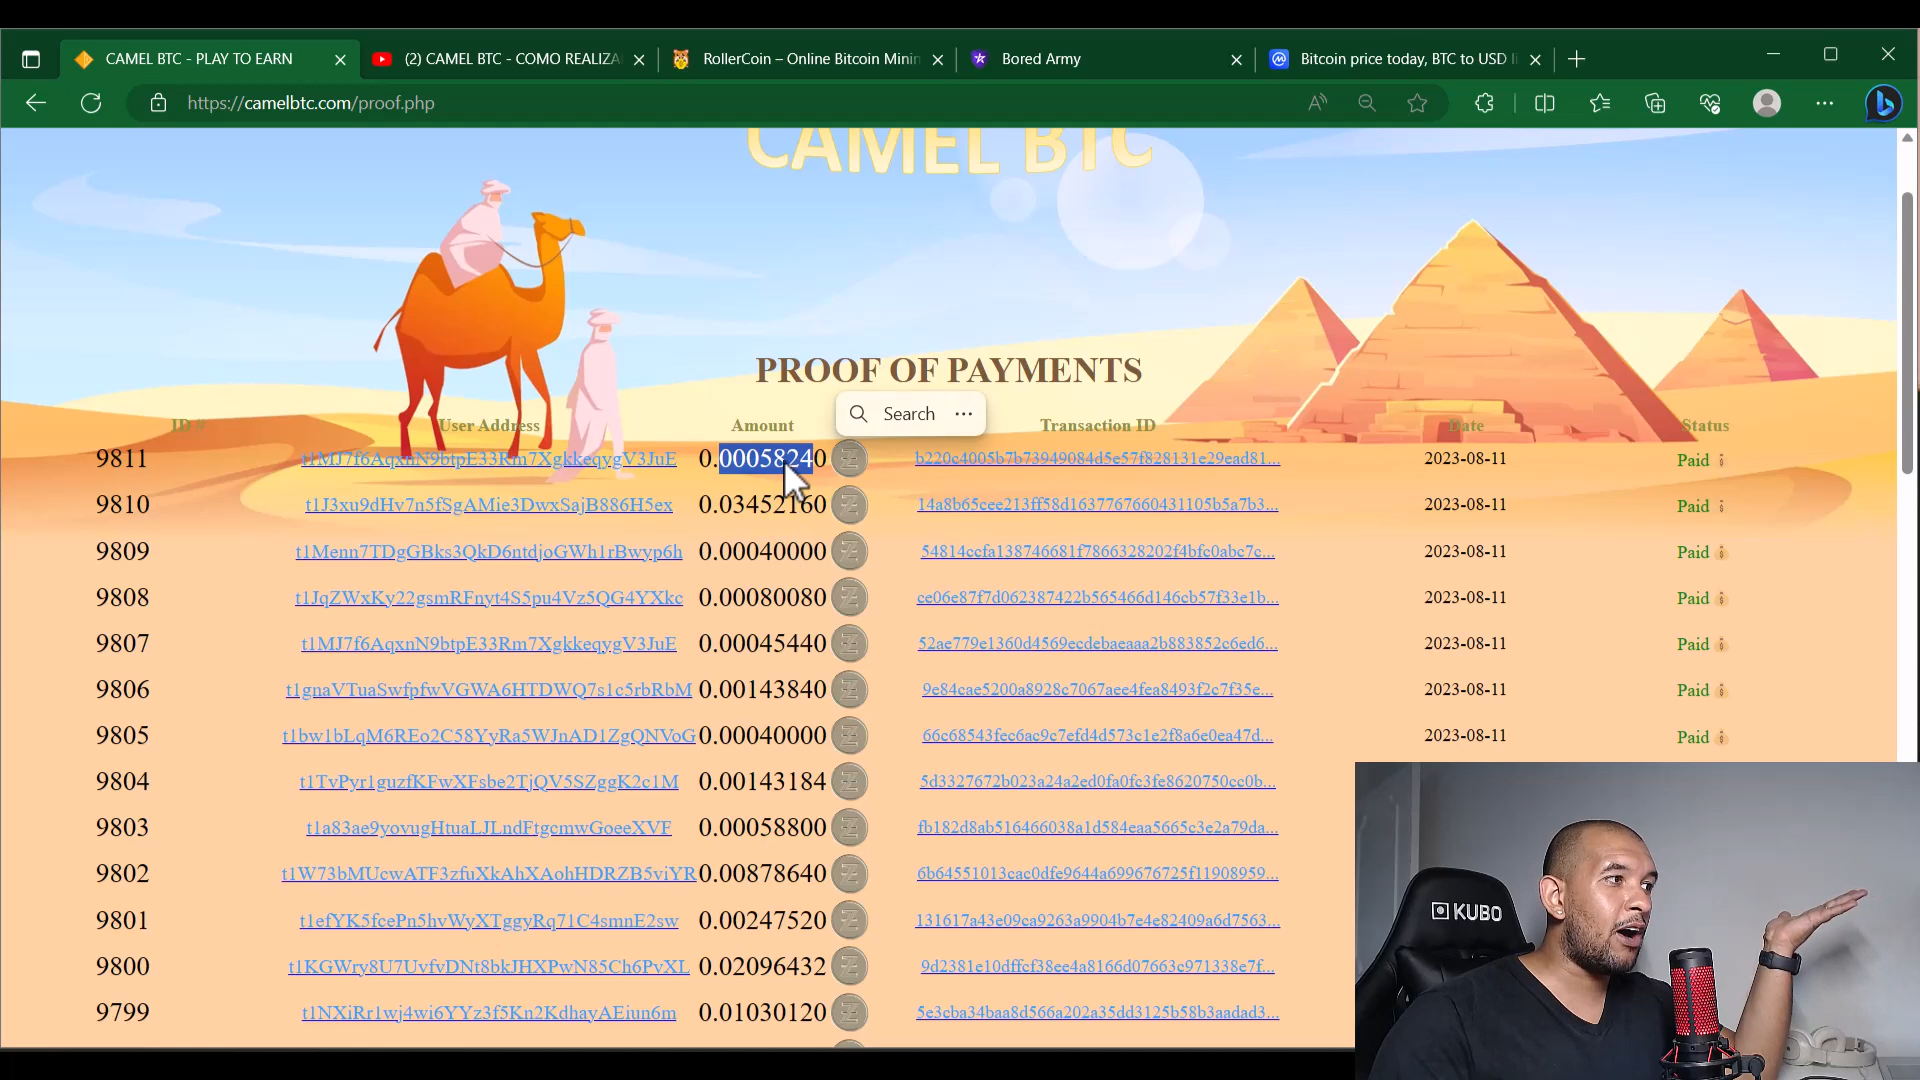 CAMEL BTC - PLAY TO EARN
(2) CAMEL BTC - COMO REALIZA
RollerCoin – Online Bitcoin Minin
Bored Army
Bitcoin price today, BTC to USD li
https://camelbtc.com/proof.php
CAMEL BTC
PROOF OF PAYMENTS
Search
ID # User Address Amount Transaction ID Date Status
9811 t1MJ7f6AqxnN9btpE33Rm7XgkkeqygV3JuE 0.00058240 b220c4005b7b73949084d5e57f828131e29ead81... 2023-08-11 Paid
9810 t1J3xu9dHv7n5fSgAMie3DwxSajB886H5ex 0.03452160 14a8b65cee213ff58d1637767660431105b5a7b3... 2023-08-11 Paid
9809 t1Menn7TDgGBks3QkD6ntdjoGWh1rBwyp6h 0.00040000 54814ccfa138746681f7866328202f4bfc0abc7c... 2023-08-11 Paid
9808 t1JqZWxKy22gsmRFnyt4S5pu4Vz5QG4YXkc 0.00080080 ce06e87f7d062387422b565466d146cb57f33e1b... 2023-08-11 Paid
9807 t1MJ7f6AqxnN9btpE33Rm7XgkkeqygV3JuE 0.00045440 52ae779e1360d4569ecdebaeaaa2b883852c6ed6... 2023-08-11 Paid
9806 t1gnaVTuaSwfpfwVGWA6HTDWQ7s1c5rbRbM 0.00143840 9e84cae5200a8928c7067aee4fea8493f2c7f35e... 2023-08-11 Paid
9805 t1bw1bLqM6REo2C58YyRa5WJnAD1ZgQNVoG 0.00040000 66c68543fec6ac9c7efd4d573c1e2f8a6e0ea47d... 2023-08-11 Paid
9804 t1TvPyr1guzfKFwXFsbe2TjQV5SZggK2c1M 0.00143184 5d3327672b023a24a2ed0fa0fc3fe8620750cc0b...
9803 t1a83ae9yovugHtuaLJLndFtgcmwGoeeXVF 0.00058800 fb182d8ab516466038a1d584eaa5665c3e2a79da...
9802 t1W73bMUcwATF3zfuXkAhXAohHDRZB5viYR 0.00878640 6b64551013cac0dfe9644a699676725f11908959...
9801 t1efYK5fcePn5hvWyXTggyRq71C4smnE2sw 0.00247520 131617a43e09ca9263a9904b7e4e82409a6d7563...
9800 t1KGWry8U7UvfvDNt8bkJHXPwN85Ch6PvXL 0.02096432 9d2381e10dffcf38ee4a8166d07663c971338e7f...
9799 t1NXiRr1wj4wi6YYz3f5Kn2KdhayAEiun6m 0.01030120 5e3cba34baa8d566a202a35dd3125b58b3aadad3...
KUBO